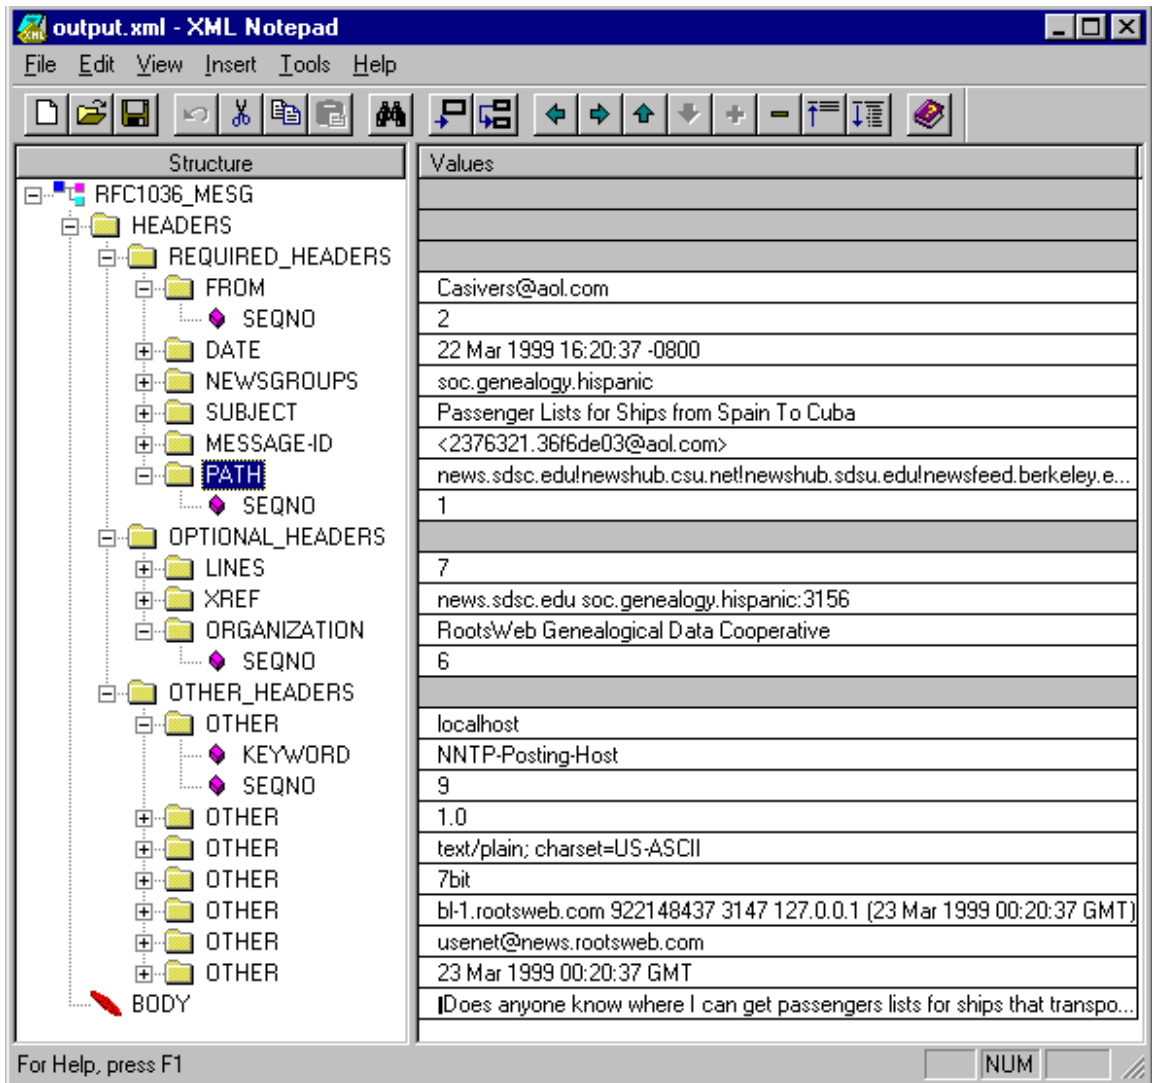 output.xml - XML Notepad
File Edit View Insert Tools Help
Structure Values
RFC1036_MESG
HEADERS
REQUIRED_HEADERS
FROM Casivers@aol.com
SEQNO 2
DATE 22 Mar 1999 16:20:37 -0800
NEWSGROUPS soc.genealogy.hispanic
SUBJECT Passenger Lists for Ships from Spain To Cuba
MESSAGE-ID <2376321.36f6de03@aol.com>
PATH news.sdsc.edu!newshub.csu.net!newshub.sdsu.edu!newsfeed.berkeley.e...
SEQNO 1
OPTIONAL_HEADERS
LINES 7
XREF news.sdsc.edu soc.genealogy.hispanic:3156
ORGANIZATION RootsWeb Genealogical Data Cooperative
SEQNO 6
OTHER_HEADERS
OTHER localhost
KEYWORD NNTP-Posting-Host
SEQNO 9
OTHER 1.0
OTHER text/plain; charset=US-ASCII
OTHER 7bit
OTHER bl-1.rootsweb.com 922148437 3147 127.0.0.1 (23 Mar 1999 00:20:37 GMT)
OTHER usenet@news.rootsweb.com
OTHER 23 Mar 1999 00:20:37 GMT
BODY Does anyone know where I can get passengers lists for ships that transpo...
For Help, press F1 NUM